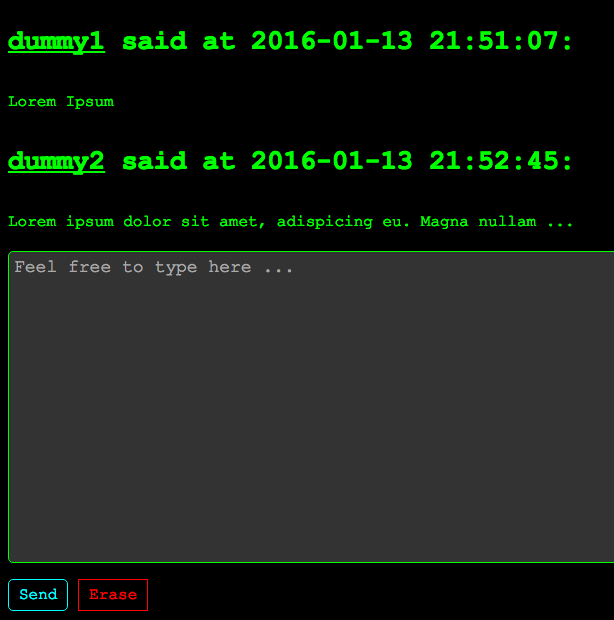 dummy1 said at 2016-01-13 21:51:07:
Lorem Ipsum
dummy2 said at 2016-01-13 21:52:45:
Lorem ipsum dolor sit amet, adispicing eu. Magna nullam ...
Feel free to type here ...
Send Erase